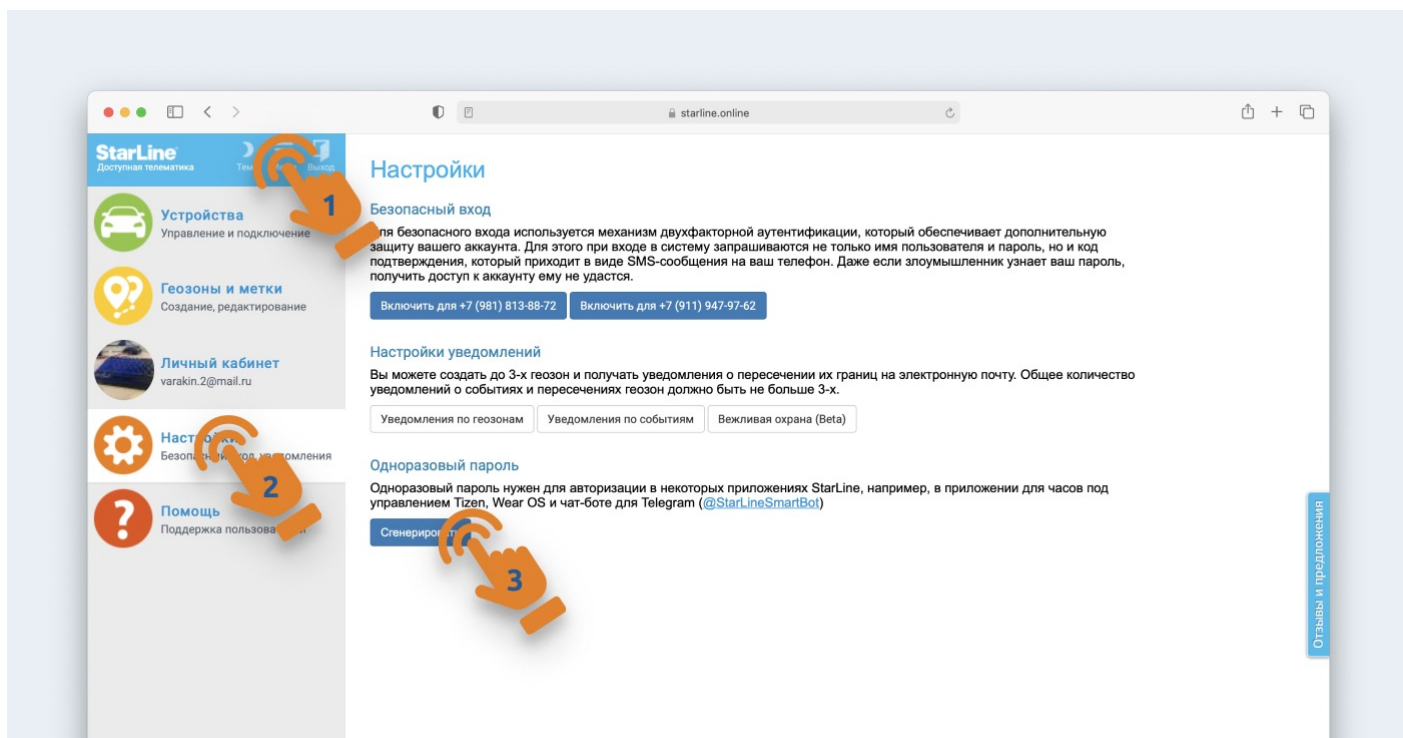 starline.online
StarLine
Доступная телематика
Выход
1
Устройства
Управление и подключение
Геозоны и метки
Создание, редактирование
Личный кабинет
varakin.2@mail.ru
2
Помощь
Поддержка
Настройки
Безопасный вход
защиту вашего аккаунта. Для этого при входе в систему запрашиваются не только имя пользователя и пароль, но и код
подтверждения, который приходит в виде SMS-сообщения на ваш телефон. Даже если злоумышленник узнает ваш пароль,
получить доступ к аккаунту ему не удастся.
безопасного входа используется механизм двухфакторной аутентификации, который обеспечивает дополнительную
Включить для +7 (981) 813-88-72
Включить для +7 (911) 947-97-62
Настройки уведомлений
Вы можете создать до 3-х геозон и получать уведомления о пересечении их границ на электронную почту. Общее количество
уведомлений о событиях и пересечениях геозон должно быть не больше 3-х.
Уведомления по геозонам
Уведомления по событиям
Вежливая охрана (Beta)
Одноразовый пароль
Одноразовый пароль нужен для авторизации в некоторых приложениях StarLine, например, в приложении для часов под
управлением Tizen, Wear OS и чат-боте для Telegram (@StarLineSmartBot)
3
Отзывы и предложения